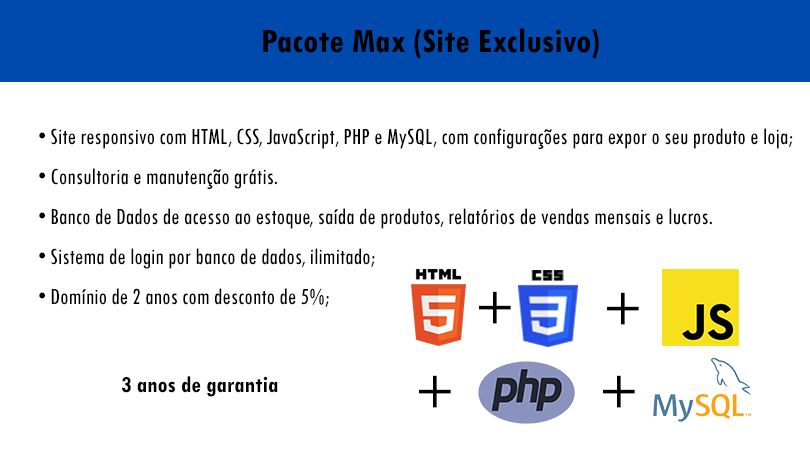 Pacote Max (Site Exclusivo)
• Site responsivo com HTML, CSS, JavaScript, PHP e MySQL, com configurações para expor o seu produto e loja;
• Consultoria e manutenção grátis.
• Banco de Dados de acesso ao estoque, saída de produtos, relatórios de vendas mensais e lucros.
• Sistema de login por banco de dados, ilimitado;
• Domínio de 2 anos com desconto de 5%;
HTML 5 + CSS 3 + JS
3 anos de garantia
+ php + MySQL™